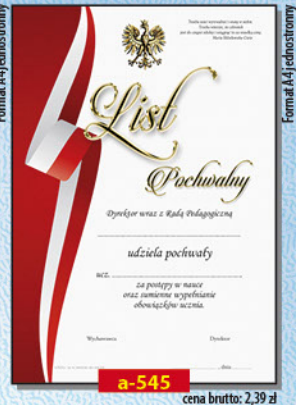 Format A4 jednostronny
Format A4 jednostronny
List
Pochwalny
Dyrektor wraz z Radą Pedagogiczną
udziela pochwały
ucz.
za postępy w nauce
oraz sumienne wypełnianie
obowiązków ucznia.
Wychowawca Dyrektor
dnia
a-545
cena brutto: 2,39 zł